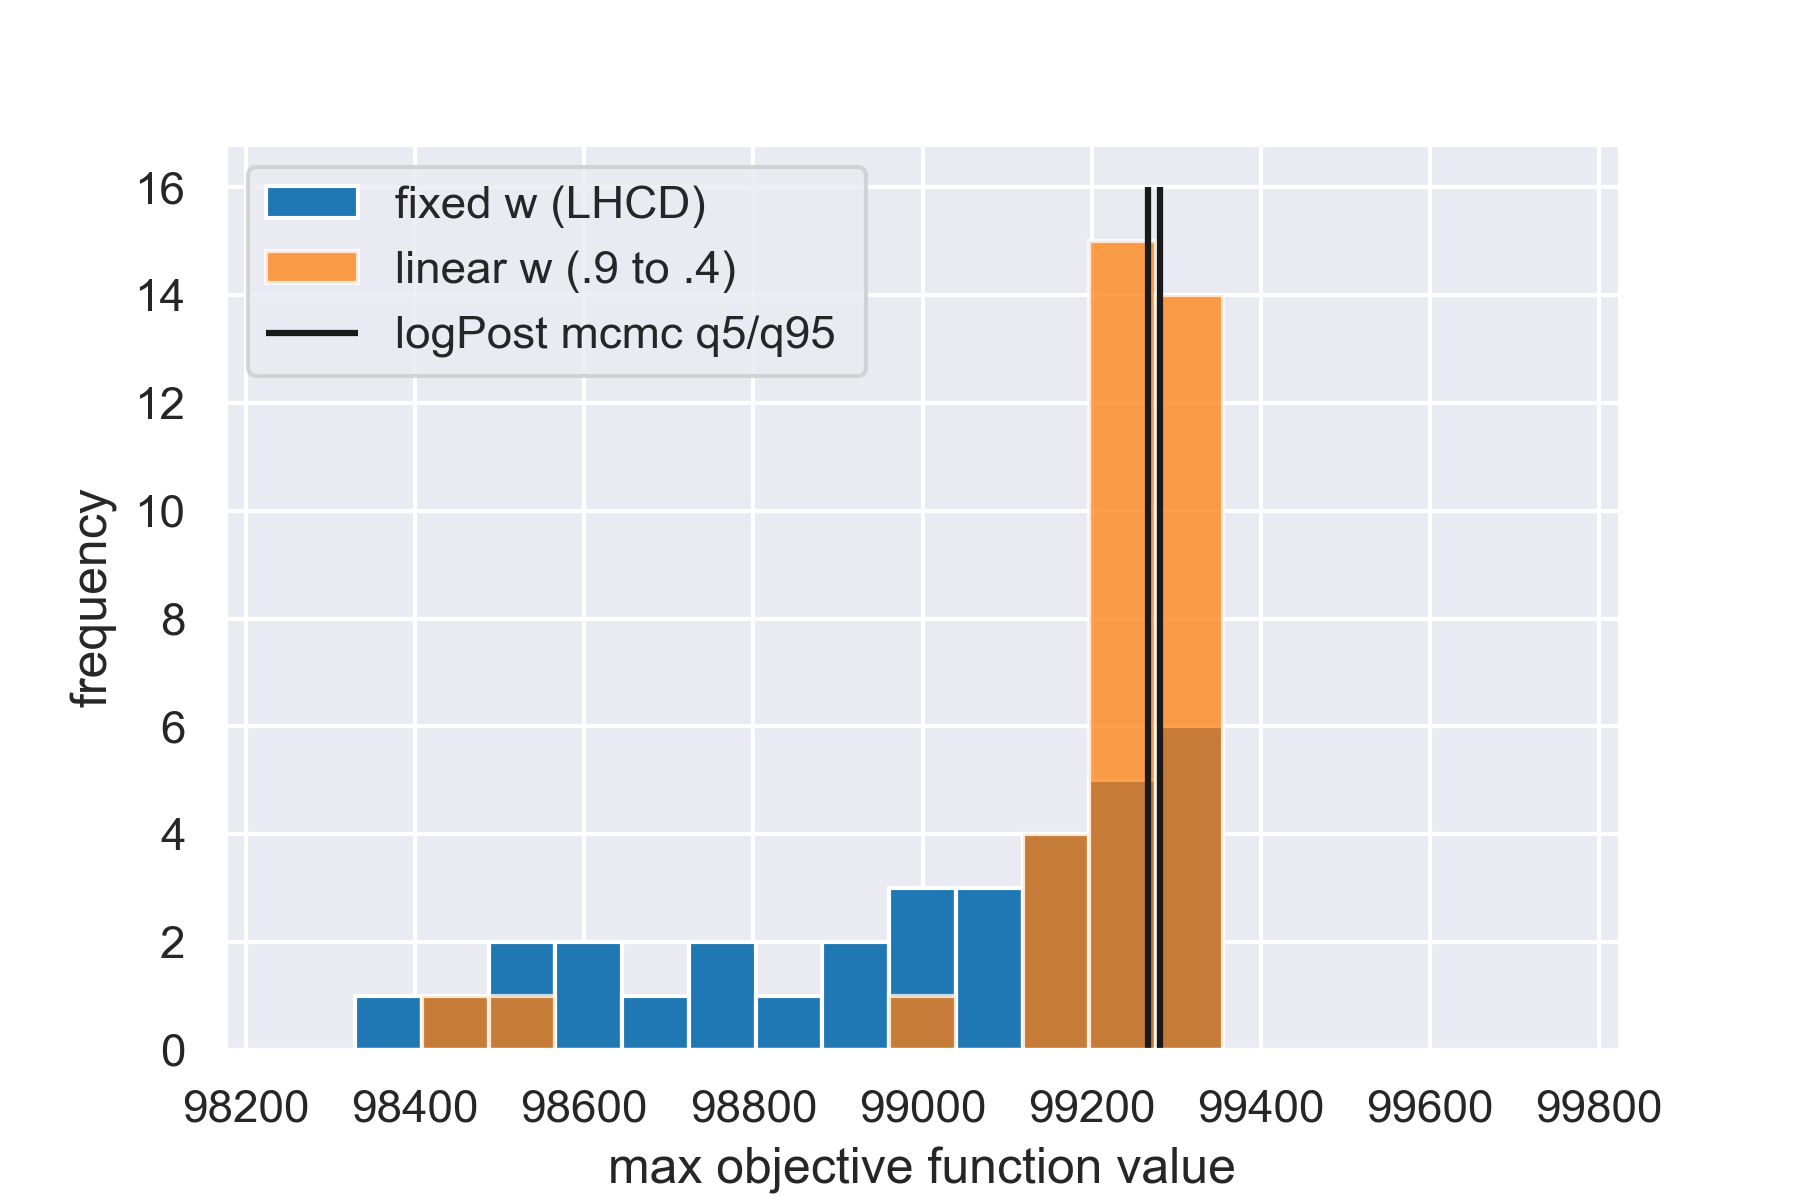 fixed w (LHCD)
linear w (.9 to .4)
logPost mcmc q5/q95
16
14
12
10
8
6
4
2
0
frequency
98200 98400 98600 98800 99000 99200 99400 99600 99800
max objective function value